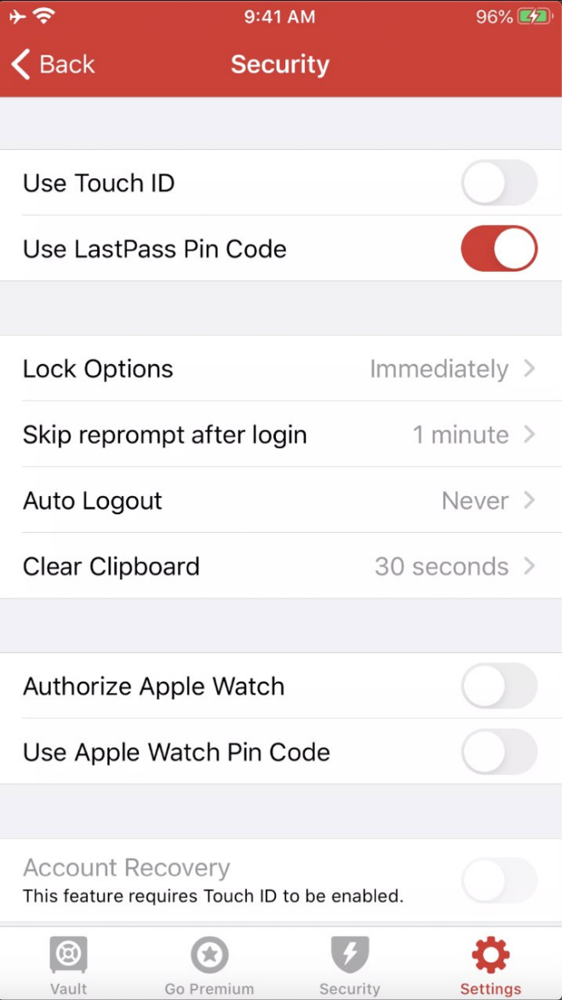 9:41 AM 96%
Back Security
Use Touch ID
Use LastPass Pin Code
Lock Options Immediately
Skip reprompt after login 1 minute
Auto Logout Never
Clear Clipboard 30 seconds
Authorize Apple Watch
Use Apple Watch Pin Code
Account Recovery
This feature requires Touch ID to be enabled.
Vault Go Premium Security Settings